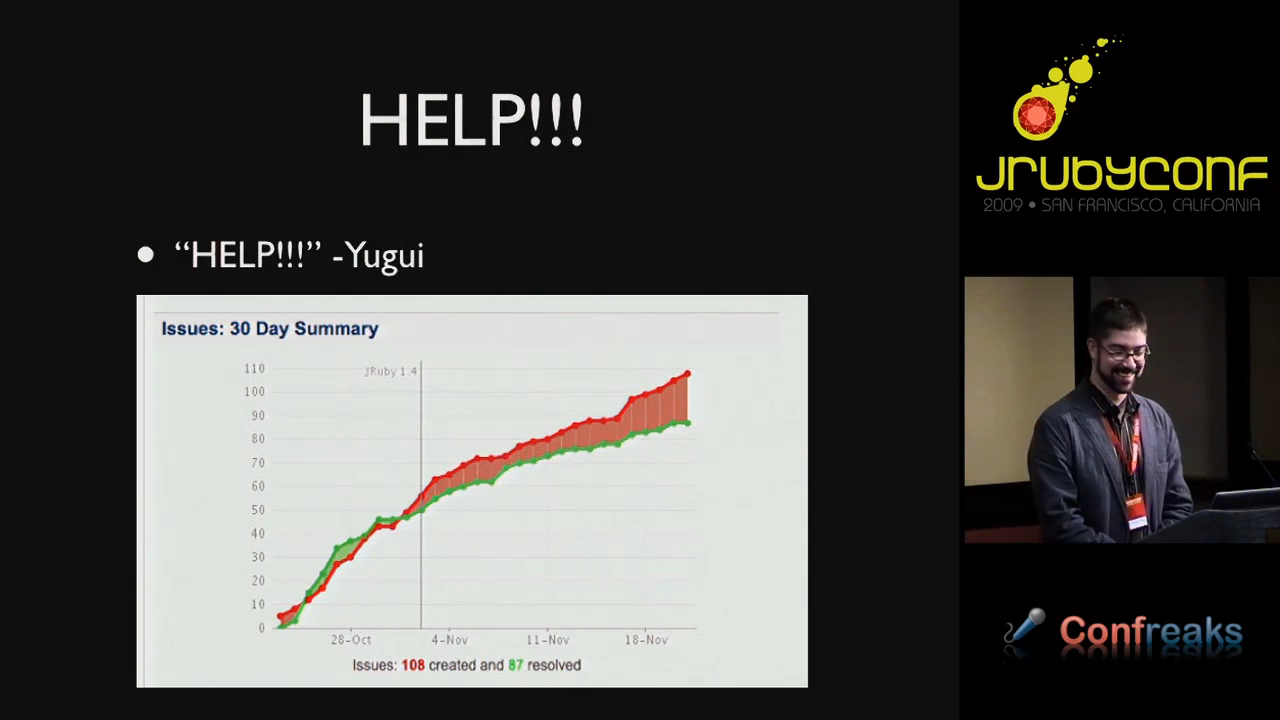 HELP!!!
• “HELP!!!” -Yugui
Issues: 30 Day Summary
JRuby 1.4
110
100
90
80
70
60
50
40
30
20
10
0
28-Oct 4-Nov 11-Nov 18-Nov
Issues: 108 created and 87 resolved
JRubyConf
2009 • SAN FRANCISCO, CALIFORNIA
Confreaks